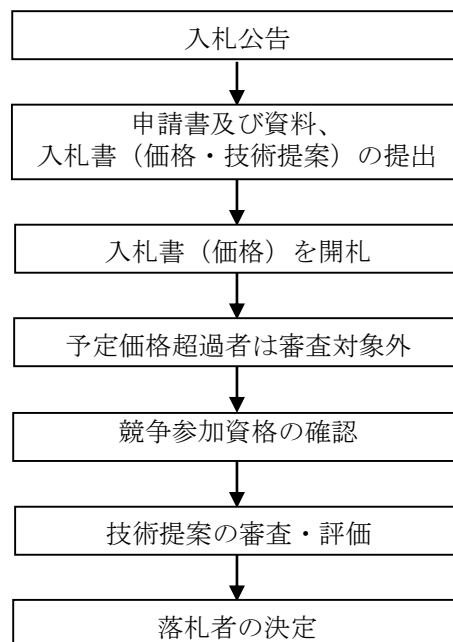 入札公告
申請書及び資料、
入札書（価格・技術提案）の提出
入札書（価格）を開札
予定価格超過者は審査対象外
競争参加資格の確認
技術提案の審査・評価
落札者の決定